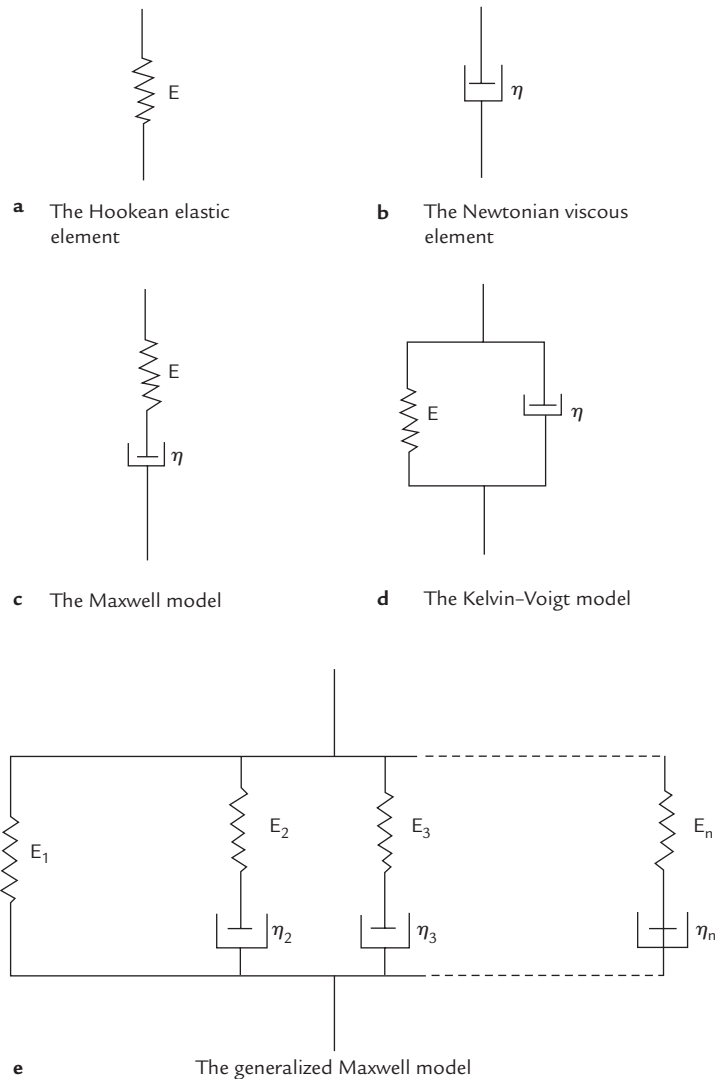 E
η
a The Hookean elastic
element
b The Newtonian viscous
element
E
η
c The Maxwell model
E
η
d The Kelvin–Voigt model
E₁
E₂
E₃
Eₙ
η₂
η₃
ηₙ
e The generalized Maxwell model